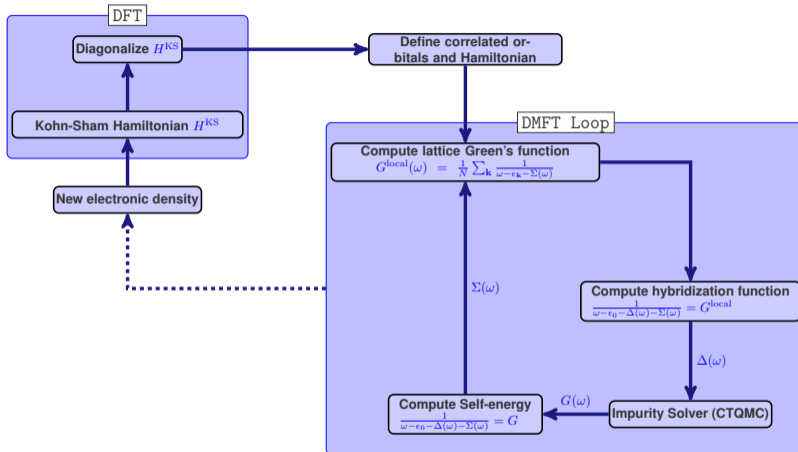 DFT
Diagonalize H^KS
Kohn-Sham Hamiltonian H^KS
New electronic density
Define correlated or-
bitals and Hamiltonian
DMFT Loop
Compute lattice Green's function
G^local(ω) = 1/N ∑_k 1/(ω−ϵ_k−Σ(ω))
Compute hybridization function
1/(ω−ϵ_0−Δ(ω)−Σ(ω)) = G^local
Δ(ω)
Impurity Solver (CTQMC)
G(ω)
Compute Self-energy
1/(ω−ϵ_0−Δ(ω)−Σ(ω)) = G
Σ(ω)